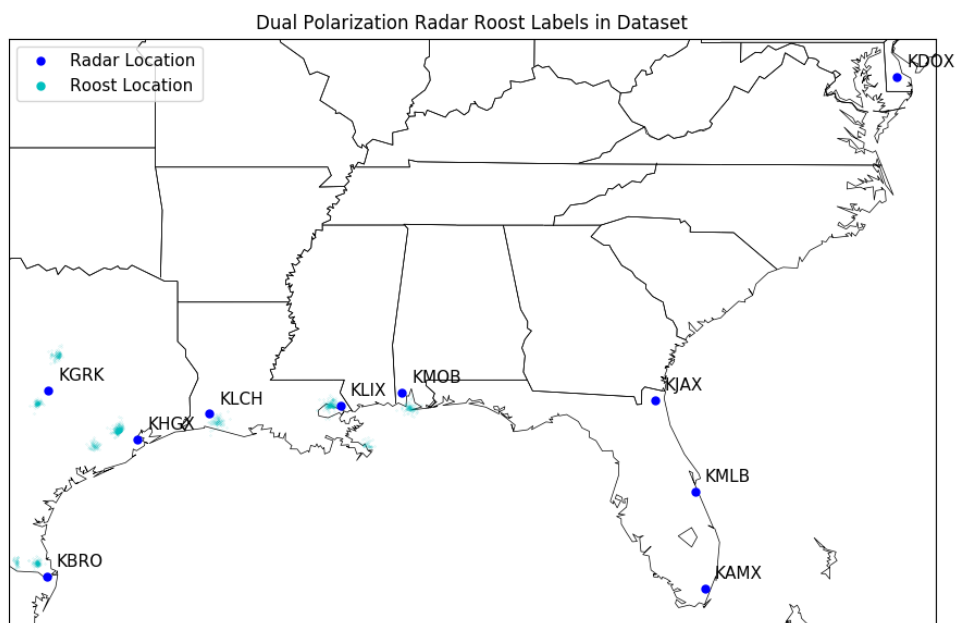 Dual Polarization Radar Roost Labels in Dataset
Radar Location
Roost Location
KDOX
KGRK
KMOB
KJAX
KLIX
KLCH
KHGX
KMLB
KBRO
KAMX